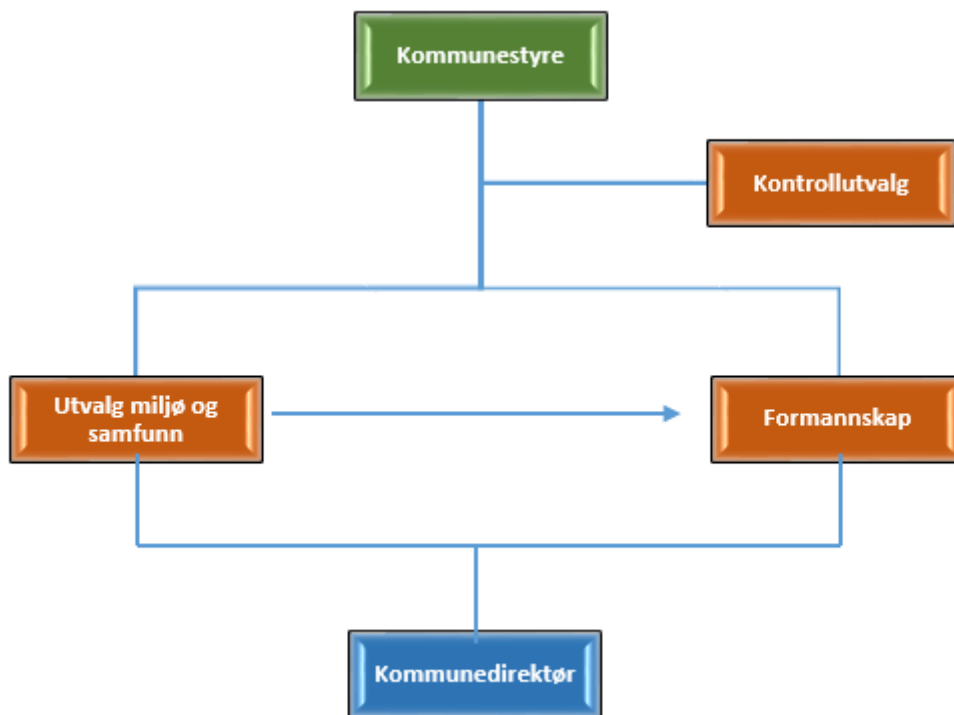 Kommunestyre
Kontrollutvalg
Utvalg miljø og
samfunn
Formannskap
Kommunedirektør